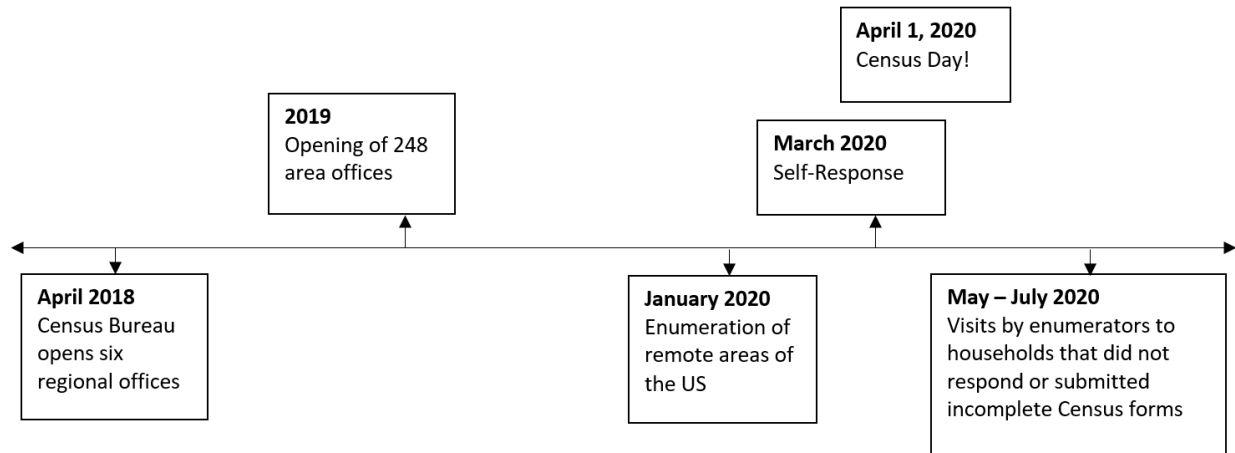 April 1, 2020
Census Day!
2019
Opening of 248
area offices
March 2020
Self-Response
April 2018
Census Bureau
opens six
regional offices
January 2020
Enumeration of
remote areas of
the US
May – July 2020
Visits by enumerators to
households that did not
respond or submitted
incomplete Census forms